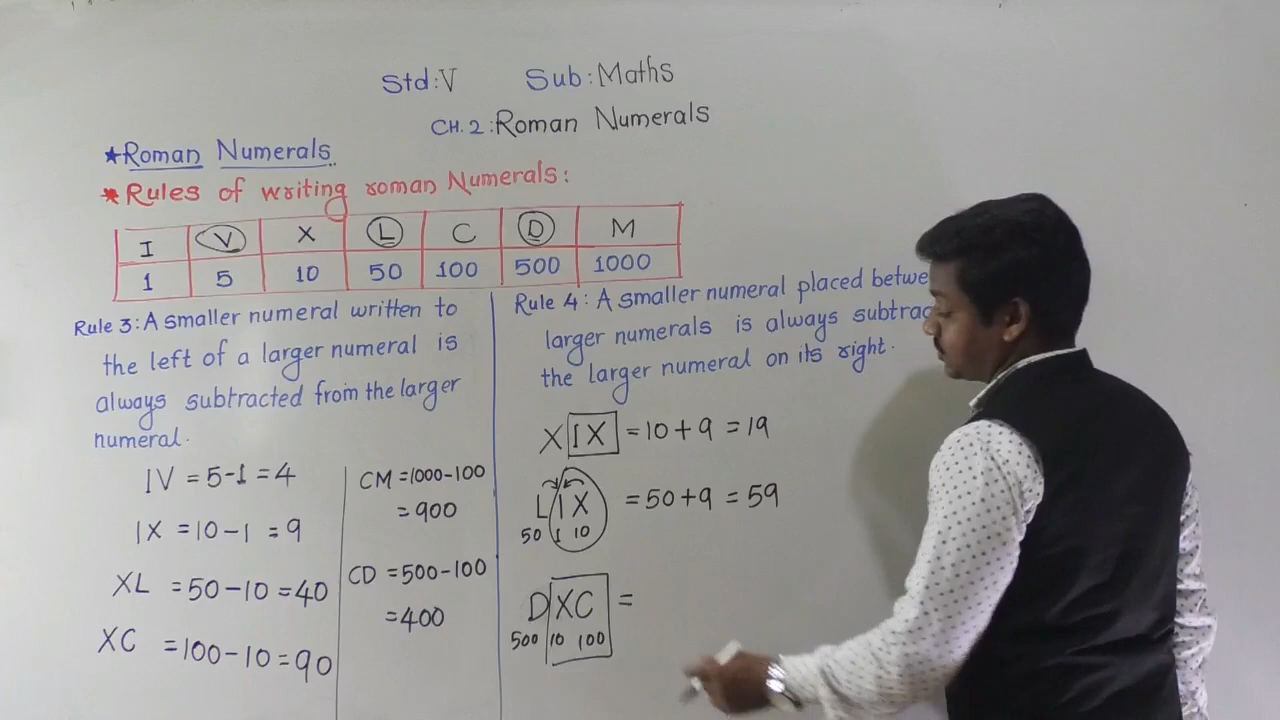 Std:V Sub:Maths
CH.2:Roman Numerals
★Roman Numerals
★Rules of writing roman Numerals:
I V X L C D M
1 5 10 50 100 500 1000
Rule 3: A smaller numeral written to
the left of a larger numeral is
always subtracted from the larger
numeral.
IV = 5-1 = 4
IX = 10-1 = 9
XL = 50-10 = 40
XC = 100-10 = 90
CM = 1000-100
= 900
CD = 500-100
= 400
Rule 4: A smaller numeral placed
larger numerals is always
the larger numeral on its right.
XIX = 10+9 = 19
LIX = 50+9 = 59
50 1 10
DXC =
500 10 100